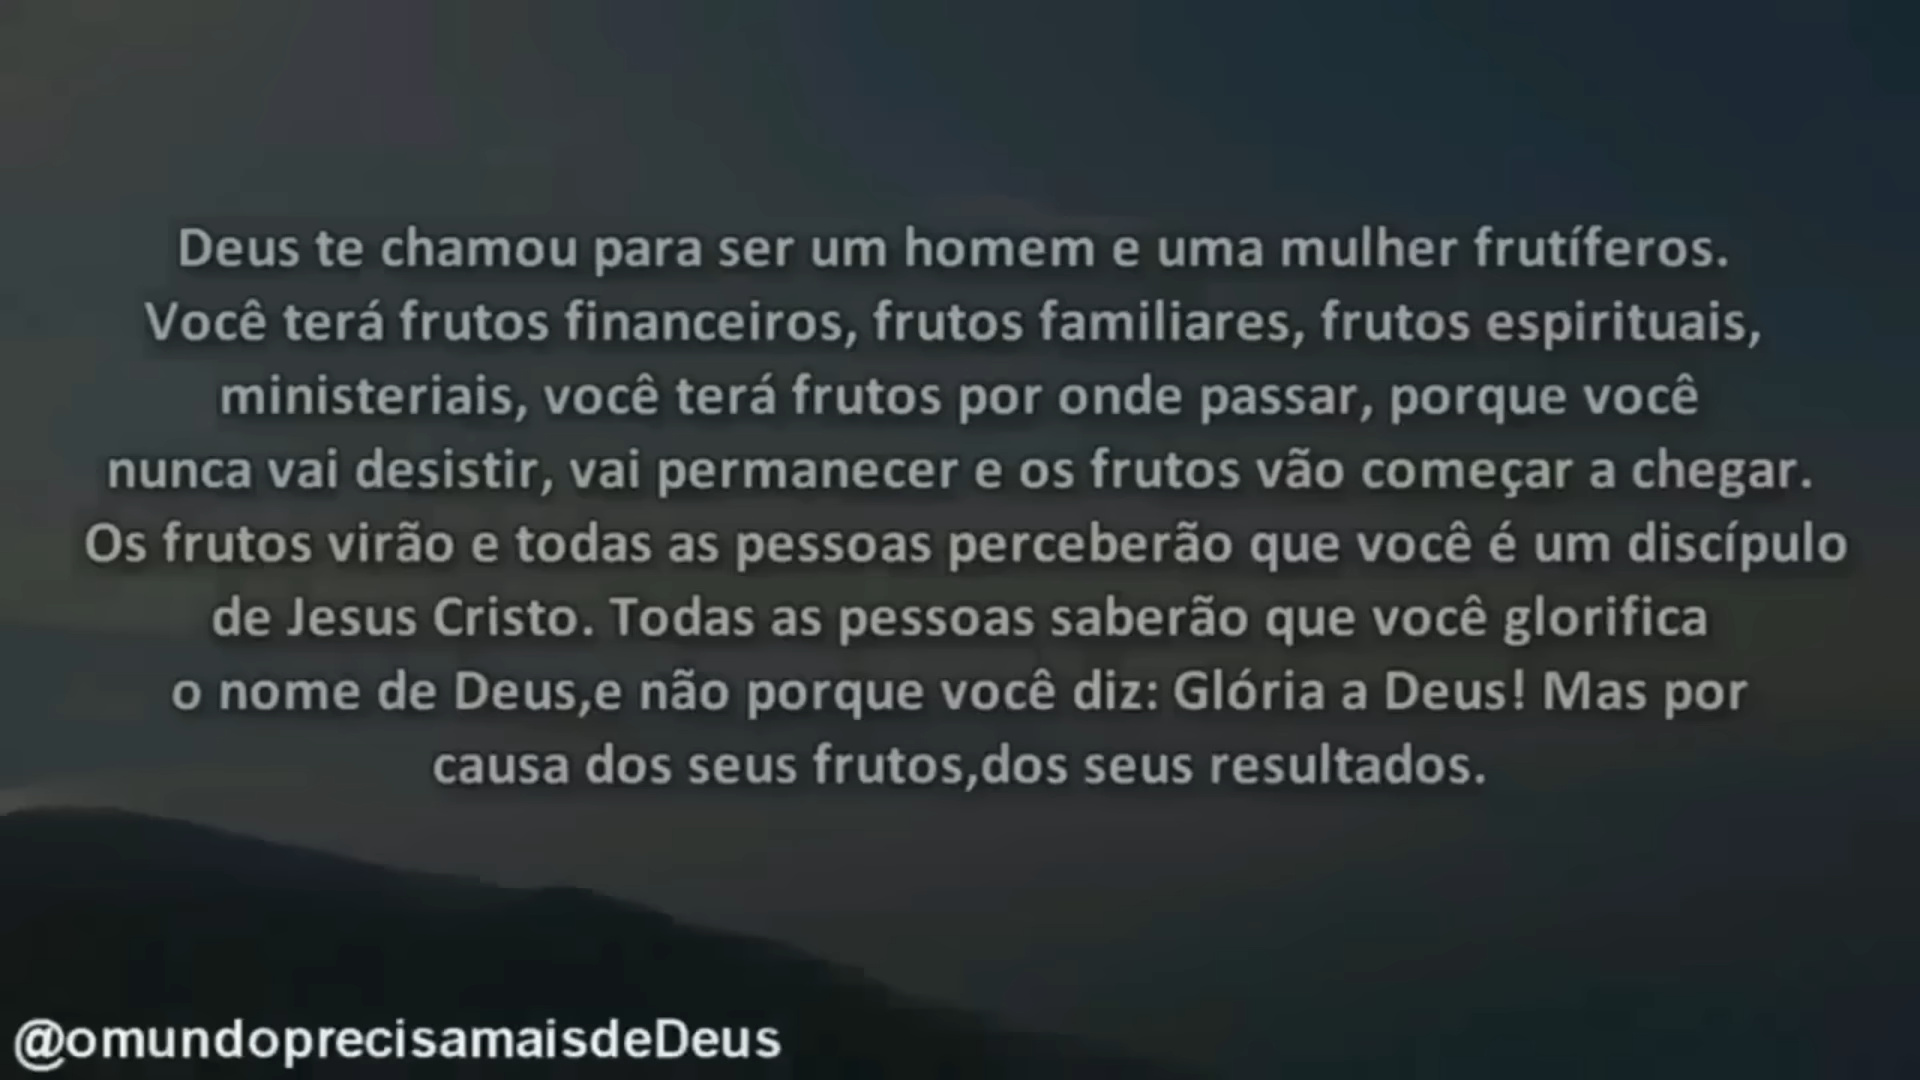 Deus te chamou para ser um homem e uma mulher frutíferos.
Você terá frutos financeiros, frutos familiares, frutos espirituais,
ministeriais, você terá frutos por onde passar, porque você
nunca vai desistir, vai permanecer e os frutos vão começar a chegar.
Os frutos virão e todas as pessoas perceberão que você é um discípulo
de Jesus Cristo. Todas as pessoas saberão que você glorifica
o nome de Deus,e não porque você diz: Glória a Deus! Mas por
causa dos seus frutos,dos seus resultados.
@omundoprecisamaisdeDeus